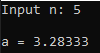 Input n: 5
a = 3.28333